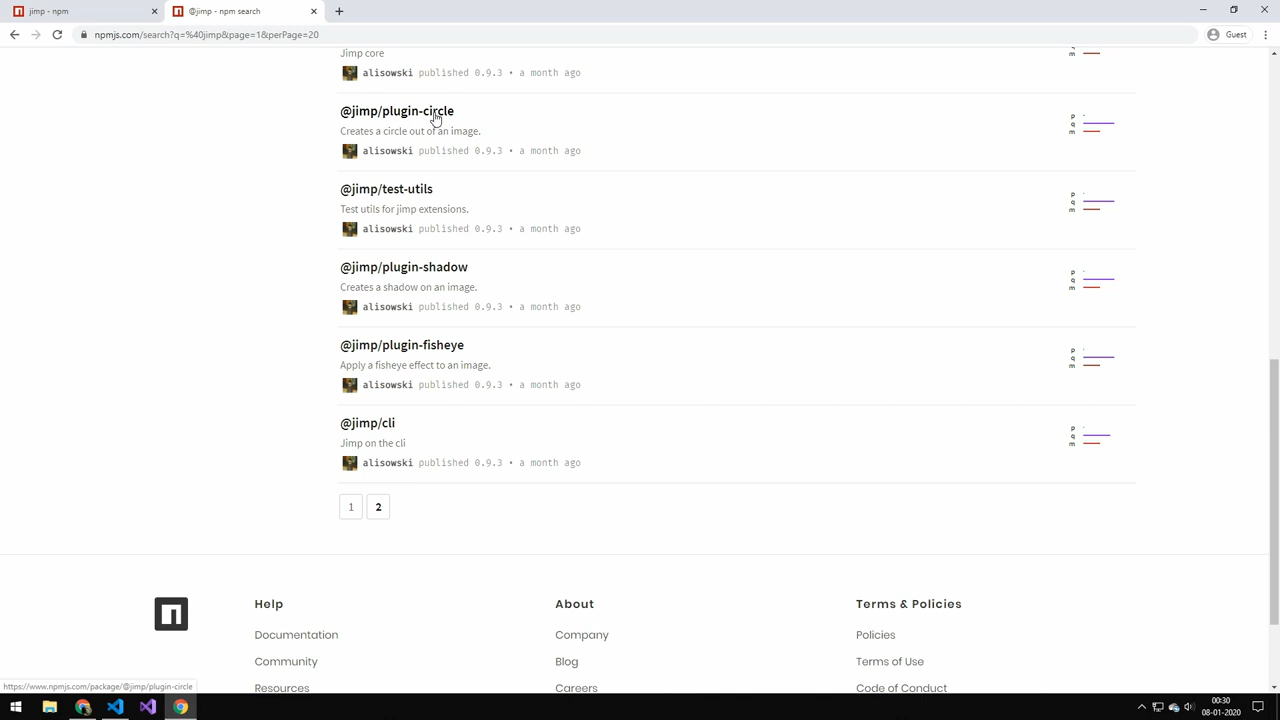 jimp - npm
@jimp - npm search
npmjs.com/search?q=%40jimp&page=1&perPage=20
Guest
Jimp core
m
alisowski published 0.9.3 • a month ago
@jimp/plugin-circle
Creates a circle out of an image.
alisowski published 0.9.3 • a month ago
p
q
m
@jimp/test-utils
Test utils for jimp extensions.
alisowski published 0.9.3 • a month ago
p
q
m
@jimp/plugin-shadow
Creates a shadow on an image.
alisowski published 0.9.3 • a month ago
p
q
m
@jimp/plugin-fisheye
Apply a fisheye effect to an image.
alisowski published 0.9.3 • a month ago
p
q
m
@jimp/cli
Jimp on the cli
alisowski published 0.9.3 • a month ago
p
q
m
1 2
Help
Documentation
Community
Resources
About
Company
Blog
Careers
Terms & Policies
Policies
Terms of Use
Code of Conduct
https://www.npmjs.com/package/@jimp/plugin-circle
00:30
08-01-2020